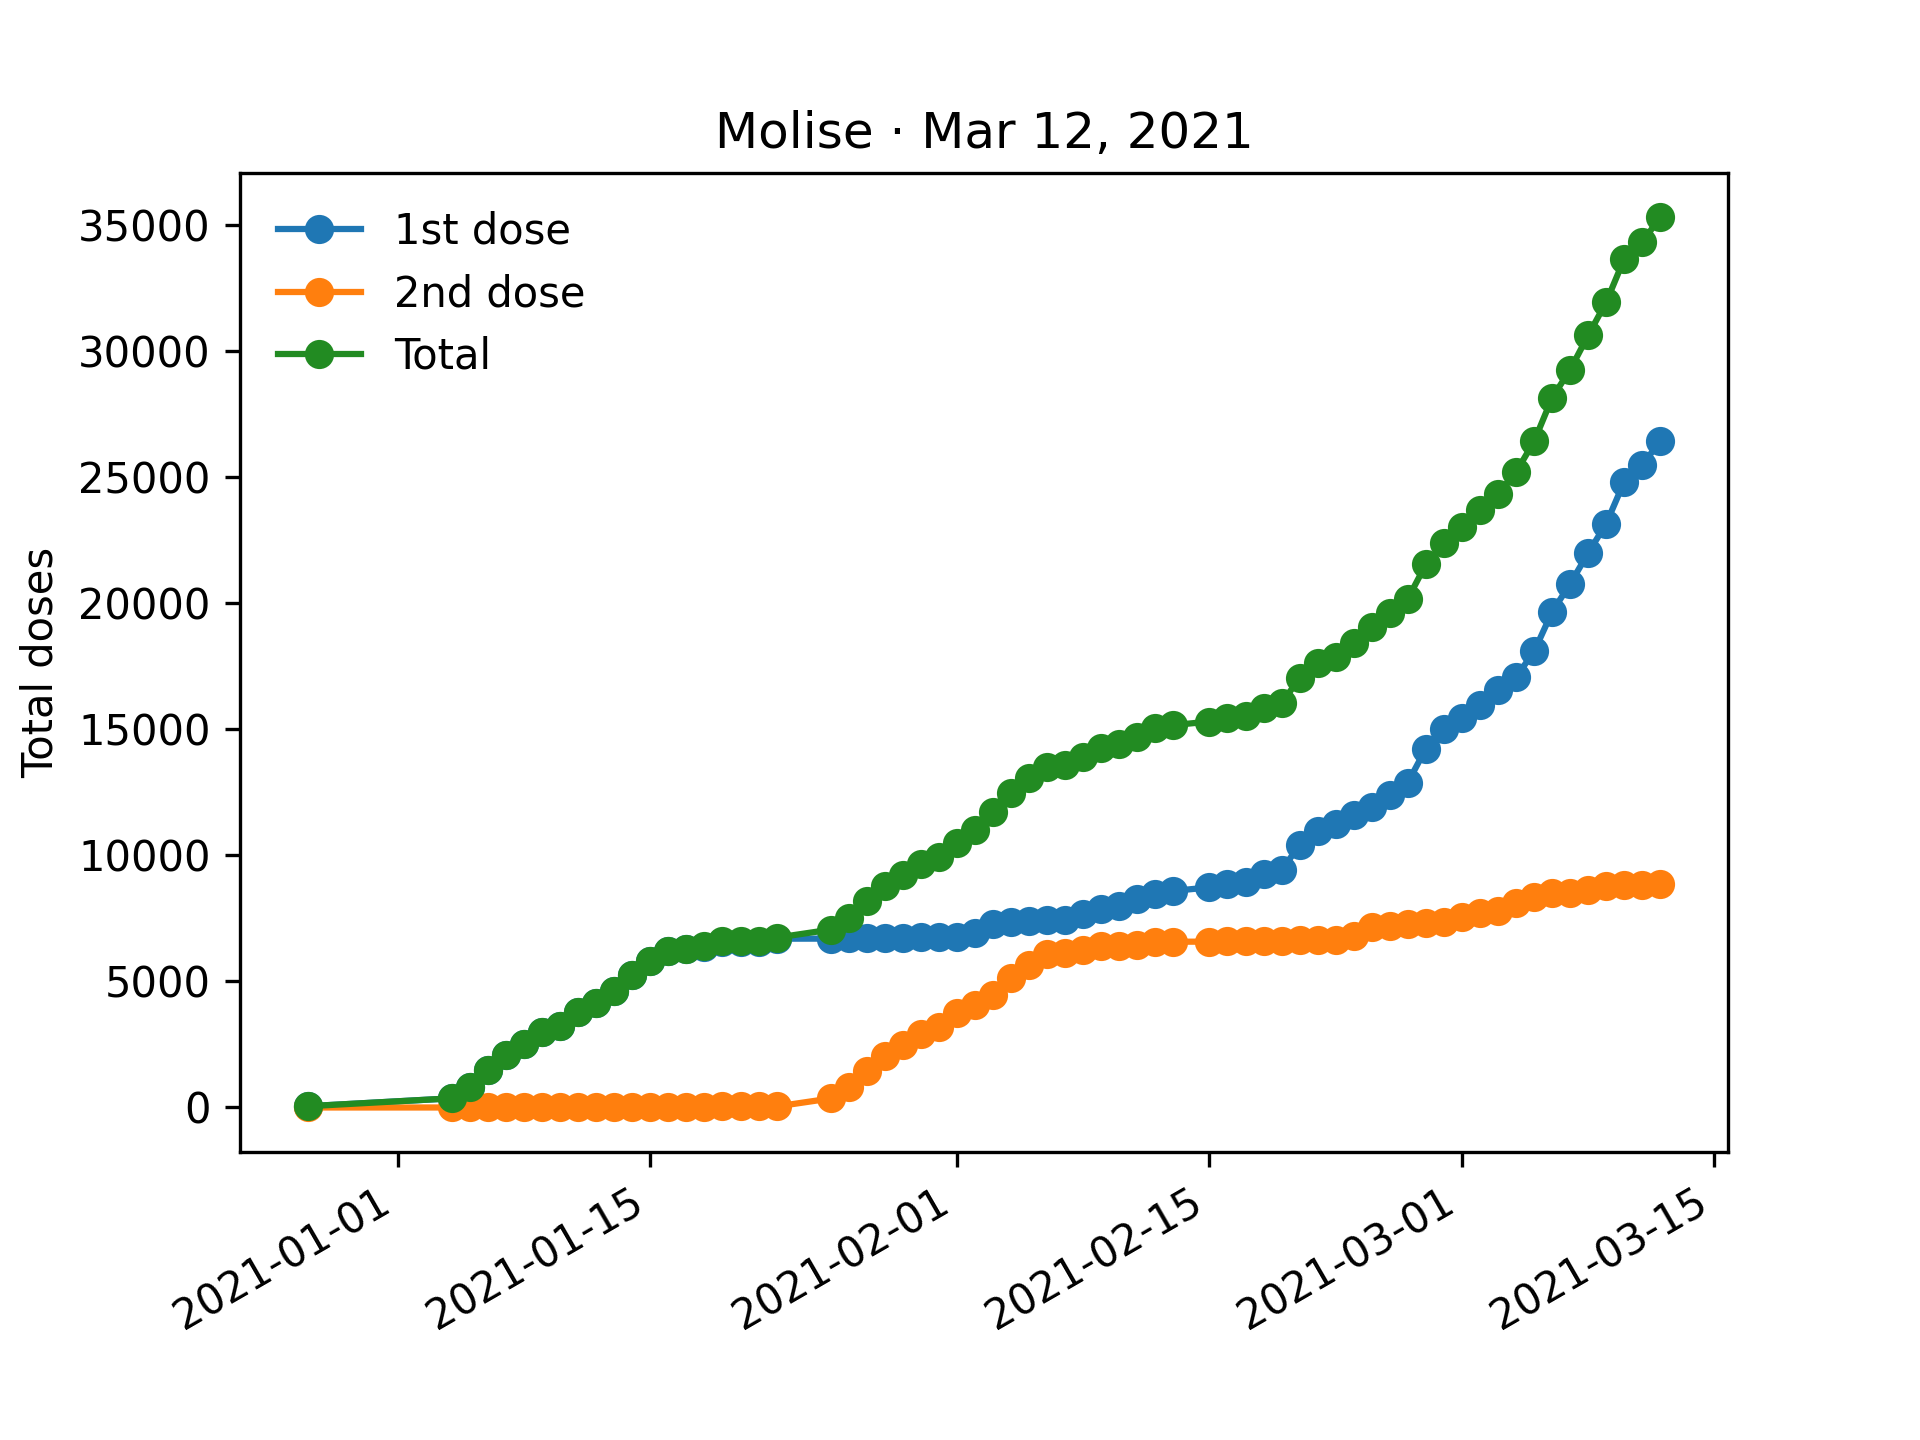 Molise · Mar 12, 2021
1st dose
2nd dose
Total
Total doses
35000
30000
25000
20000
15000
10000
5000
0
2021-01-01
2021-01-15
2021-02-01
2021-02-15
2021-03-01
2021-03-15